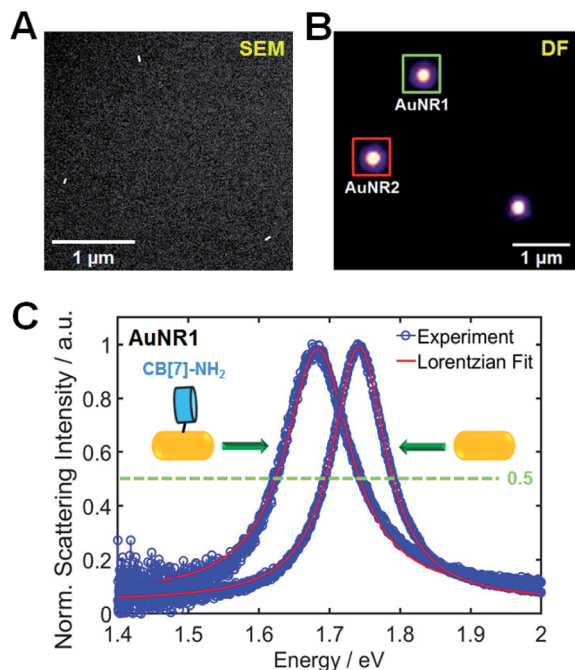 A
SEM
1 µm
B
DF
AuNR1
AuNR2
1 µm
C
AuNR1
CB[7]-NH₂
Experiment
Lorentzian Fit
0.5
Norm. Scattering Intensity / a.u.
1
0.8
0.6
0.4
0.2
0
1.4
1.5
1.6
1.7
1.8
1.9
2
Energy / eV